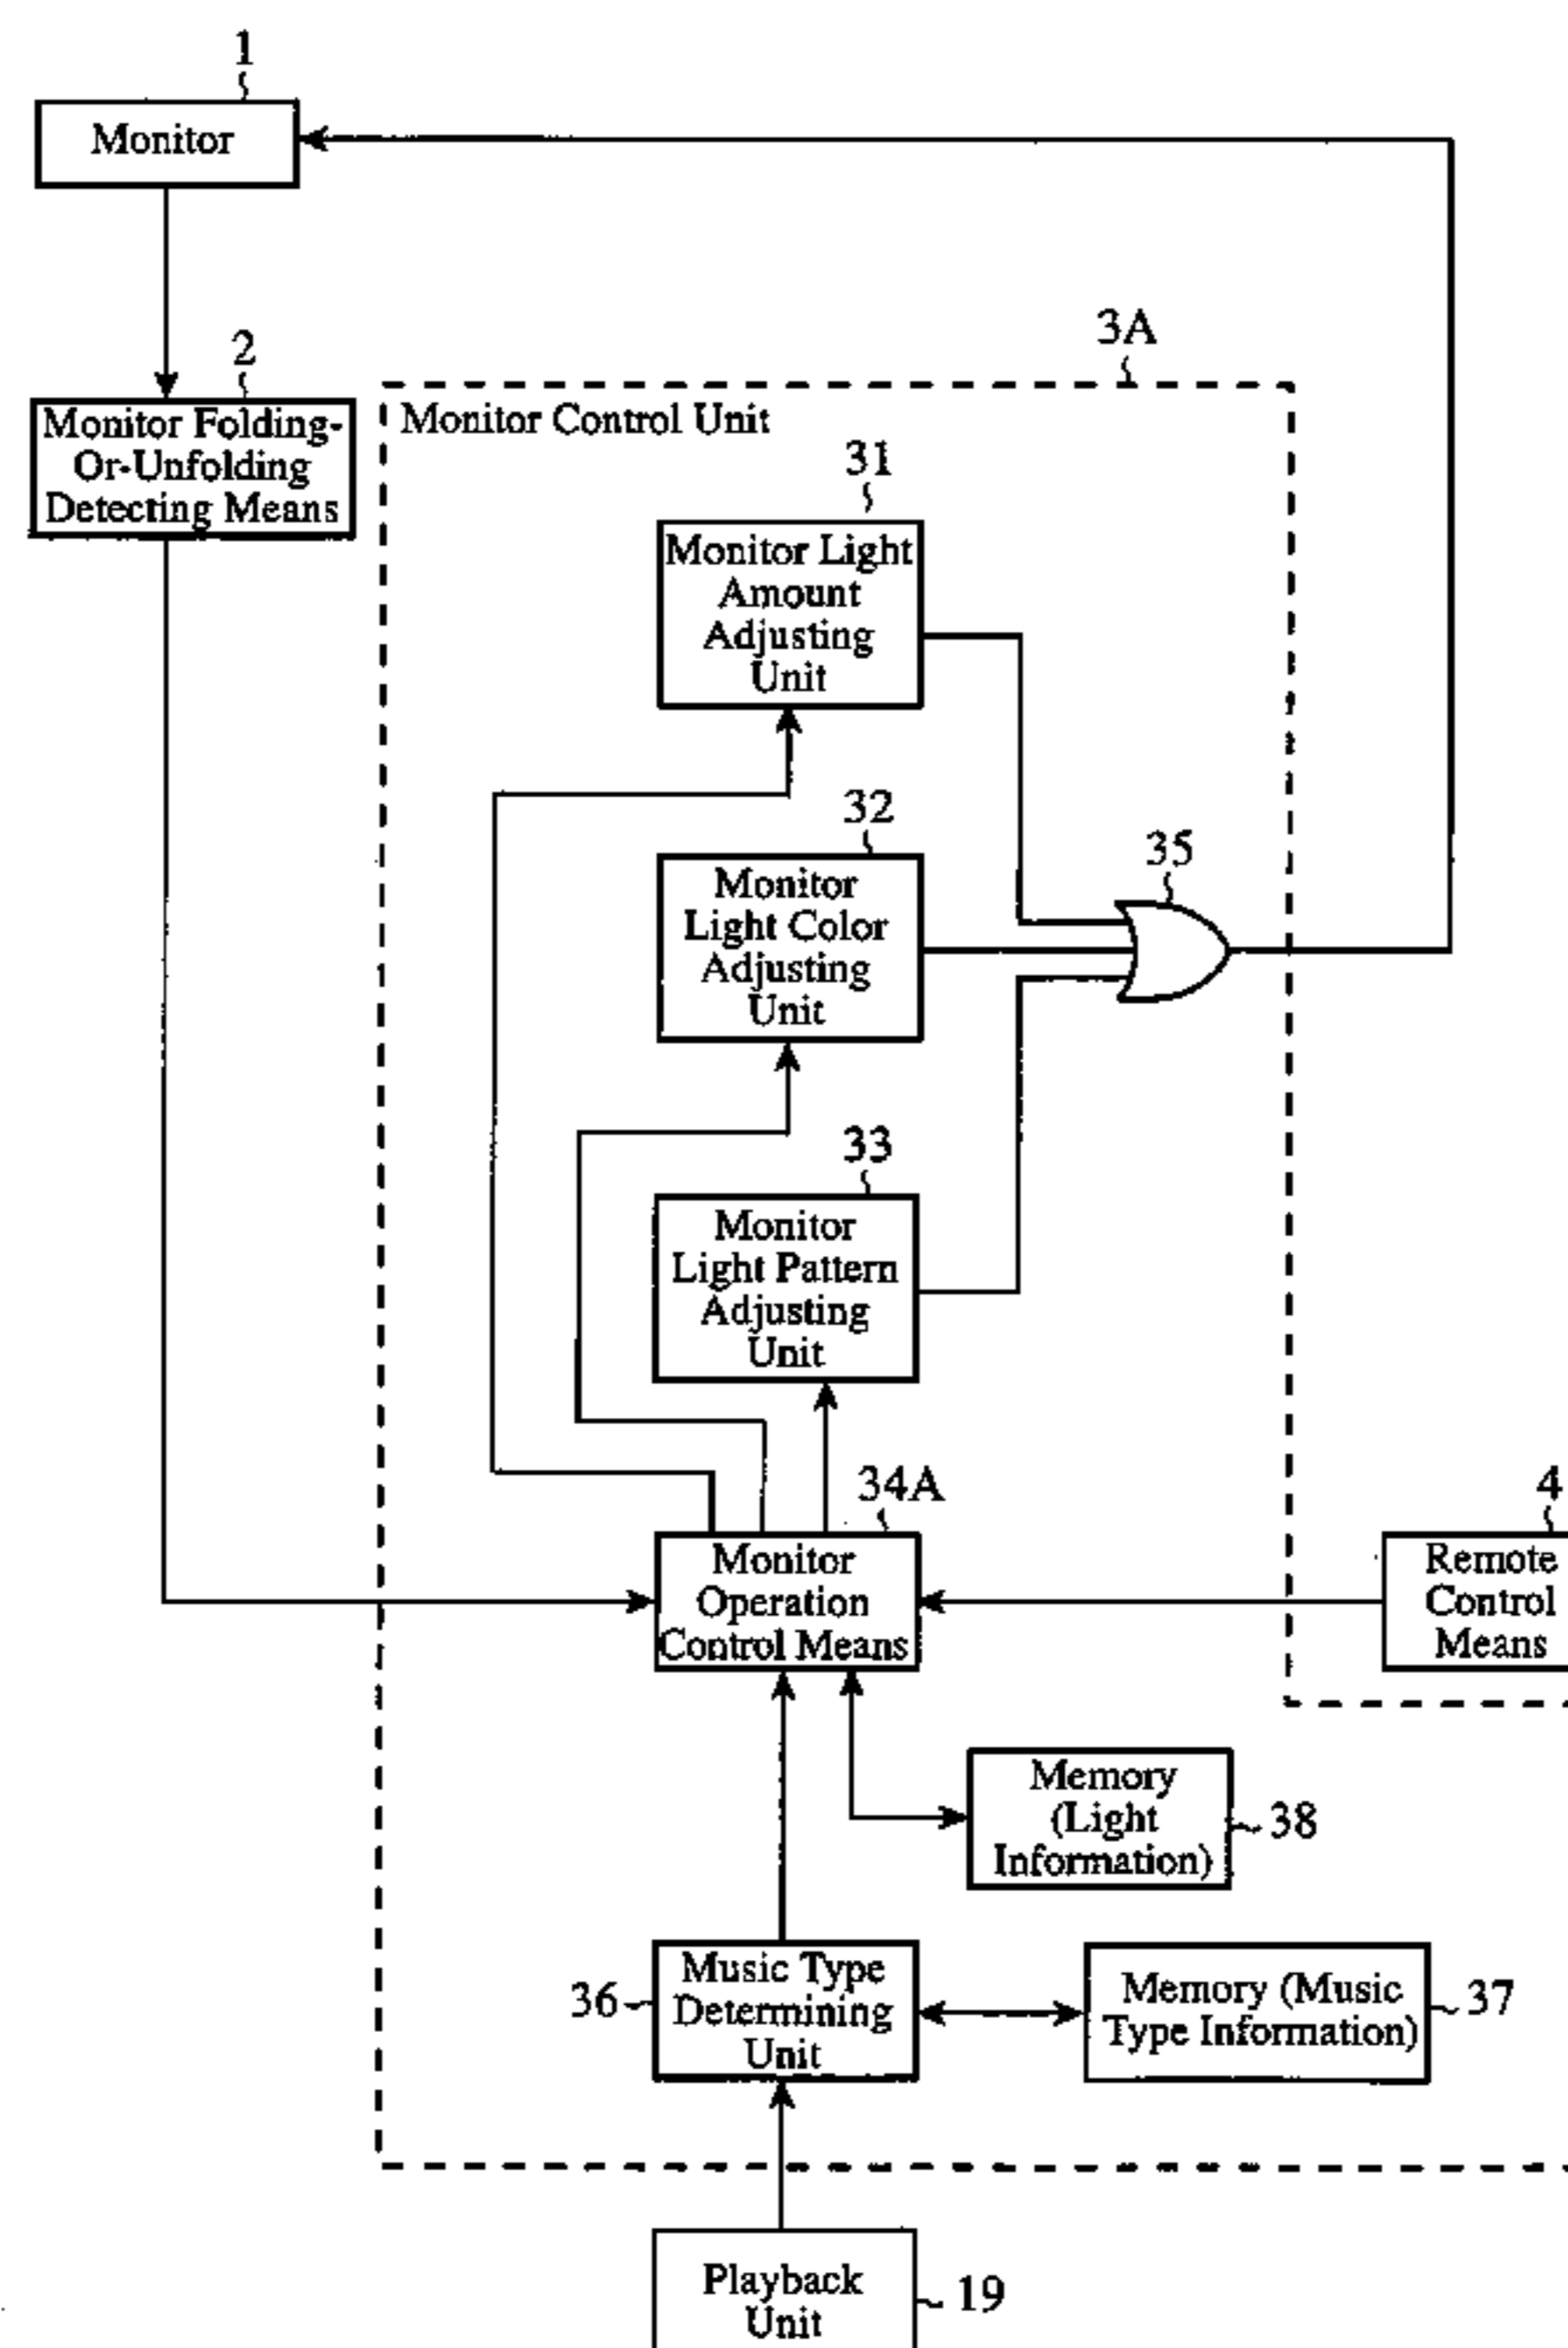 1
Monitor
2
Monitor Folding-
Or-Unfolding
Detecting Means
3A
Monitor Control Unit
31
Monitor Light
Amount
Adjusting
Unit
32
Monitor
Light Color
Adjusting
Unit
35
33
Monitor
Light Pattern
Adjusting
Unit
34A
Monitor
Operation
Control Means
4
Remote
Control
Means
Memory
(Light
Information)
38
36
Music Type
Determining
Unit
Memory (Music
Type Information)
37
Playback
Unit
19